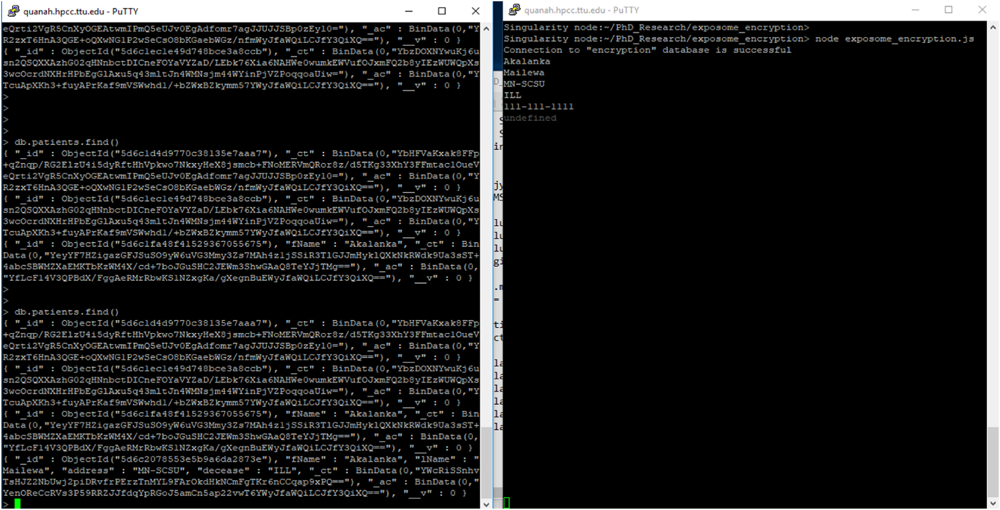 quanah.hpcc.ttu.edu - PuTTY
eQrti2VgR5CnXyOGEAtwmIPmQ5eUJv0EgAdfomr7agJJUJJSBp0zEyl0="), "_ac" : BinData(0,"Y
R2zxT6HnA3QGE+oQXwNGlP2wSeCsO8bKGaebWGz/nfmWyJfaWQiLCJfY3QiXQ=="), "__v" : 0 }
{ "_id" : ObjectId("5d6c1ec1e49d748bce3a8ccb"), "_ct" : BinData(0,"YbzDOXNYwuKj6u
sn2QSQXXAzhG02qHNnbctDICneFOYaVYZaD/LEbk76Xia6NAHWe0wumkEWVufOJxmFQ2b8yIEzWUWQpXs
3wcOcrdNXHrHPbEgGlAxu5q43mltJn4WMNsjm44WYinPjVZPoqqoaUiw="), "_ac" : BinData(0,"Y
TcuApXKh3+fuyAPrKaf9mVSWwhdl/+bZWxBZkymm57YWyJfaWQiLCJfY3QiXQ=="), "__v" : 0 }
>
>
>
>
> db.patients.find()
{ "_id" : ObjectId("5d6c1d4d9770c38135e7aaa7"), "_ct" : BinData(0,"YbHFVaKxak8FFp
+qZnqp/RG2ElzU4i5dyRftHhVpkwo7NkxyHeX8jsmcb+FNoMERVmQRor8z/d5TKg33XhY3FFmtaclOueV
eQrti2VgR5CnXyOGEAtwmIPmQ5eUJv0EgAdfomr7agJJUJJSBp0zEyl0="), "_ac" : BinData(0,"Y
R2zxT6HnA3QGE+oQXwNGlP2wSeCsO8bKGaebWGz/nfmWyJfaWQiLCJfY3QiXQ=="), "__v" : 0 }
{ "_id" : ObjectId("5d6c1ec1e49d748bce3a8ccb"), "_ct" : BinData(0,"YbzDOXNYwuKj6u
sn2QSQXXAzhG02qHNnbctDICneFOYaVYZaD/LEbk76Xia6NAHWe0wumkEWVufOJxmFQ2b8yIEzWUWQpXs
3wcOcrdNXHrHPbEgGlAxu5q43mltJn4WMNsjm44WYinPjVZPoqqoaUiw="), "_ac" : BinData(0,"Y
TcuApXKh3+fuyAPrKaf9mVSWwhdl/+bZWxBZkymm57YWyJfaWQiLCJfY3QiXQ=="), "__v" : 0 }
{ "_id" : ObjectId("5d6c1fa48f41529367055675"), "fName" : "Akalanka", "_ct" : Bin
Data(0,"YeyYF7HZigazGFJSuSO9yW6uVG3Mmy3Zs7MAh4zljSSiR3TlGJJmHyklQXkNkRWdk9Ua3sST+
4abcSBWMZXaEMKTbKzWM4X/cd+7boJGuSHC2JEWm3ShwGAaQ8TeYJjTMg=="), "_ac" : BinData(0,
"YfLcFl4V3QPBdX/FggAeRMrRbwKSlNZxgKa/gXegnBuEWyJfaWQiLCJfY3QiXQ=="), "__v" : 0 }
>
>
> db.patients.find()
{ "_id" : ObjectId("5d6c1d4d9770c38135e7aaa7"), "_ct" : BinData(0,"YbHFVaKxak8FFp
+qZnqp/RG2ElzU4i5dyRftHhVpkwo7NkxyHeX8jsmcb+FNoMERVmQRor8z/d5TKg33XhY3FFmtaclOueV
eQrti2VgR5CnXyOGEAtwmIPmQ5eUJv0EgAdfomr7agJJUJJSBp0zEyl0="), "_ac" : BinData(0,"Y
R2zxT6HnA3QGE+oQXwNGlP2wSeCsO8bKGaebWGz/nfmWyJfaWQiLCJfY3QiXQ=="), "__v" : 0 }
{ "_id" : ObjectId("5d6c1ec1e49d748bce3a8ccb"), "_ct" : BinData(0,"YbzDOXNYwuKj6u
sn2QSQXXAzhG02qHNnbctDICneFOYaVYZaD/LEbk76Xia6NAHWe0wumkEWVufOJxmFQ2b8yIEzWUWQpXs
3wcOcrdNXHrHPbEgGlAxu5q43mltJn4WMNsjm44WYinPjVZPoqqoaUiw="), "_ac" : BinData(0,"Y
TcuApXKh3+fuyAPrKaf9mVSWwhdl/+bZWxBZkymm57YWyJfaWQiLCJfY3QiXQ=="), "__v" : 0 }
{ "_id" : ObjectId("5d6c1fa48f41529367055675"), "fName" : "Akalanka", "_ct" : Bin
Data(0,"YeyYF7HZigazGFJSuSO9yW6uVG3Mmy3Zs7MAh4zljSSiR3TlGJJmHyklQXkNkRWdk9Ua3sST+
4abcSBWMZXaEMKTbKzWM4X/cd+7boJGuSHC2JEWm3ShwGAaQ8TeYJjTMg=="), "_ac" : BinData(0,
"YfLcFl4V3QPBdX/FggAeRMrRbwKSlNZxgKa/gXegnBuEWyJfaWQiLCJfY3QiXQ=="), "__v" : 0 }
{ "_id" : ObjectId("5d6c2078553e5b9a6da2873e"), "fName" : "Akalanka", "lName" : "
Mailewa", "address" : "MN-SCSU", "decease" : "ILL", "_ct" : BinData(0,"YWcRiSSnhv
TsHJZ2NbUwj2piDRvfrPErzTnMYL9FArOkdHkNCmFgTKr6nCCqap9xPQ=="), "_ac" : BinData(0,"
YenOReCcRVs3P59RRZJJfdqYpRGoJ5amCn5ap22vwT6YWyJfaWQiLCJfY3QiXQ=="), "__v" : 0 }
>
quanah.hpcc.ttu.edu - PuTTY
Singularity node:~/PhD_Research/exposome_encryption>
Singularity node:~/PhD_Research/exposome_encryption> node exposome_encryption.js
Connection to "encryption" database is successful
Akalanka
Mailewa
MN-SCSU
ILL
111-111-1111
undefined